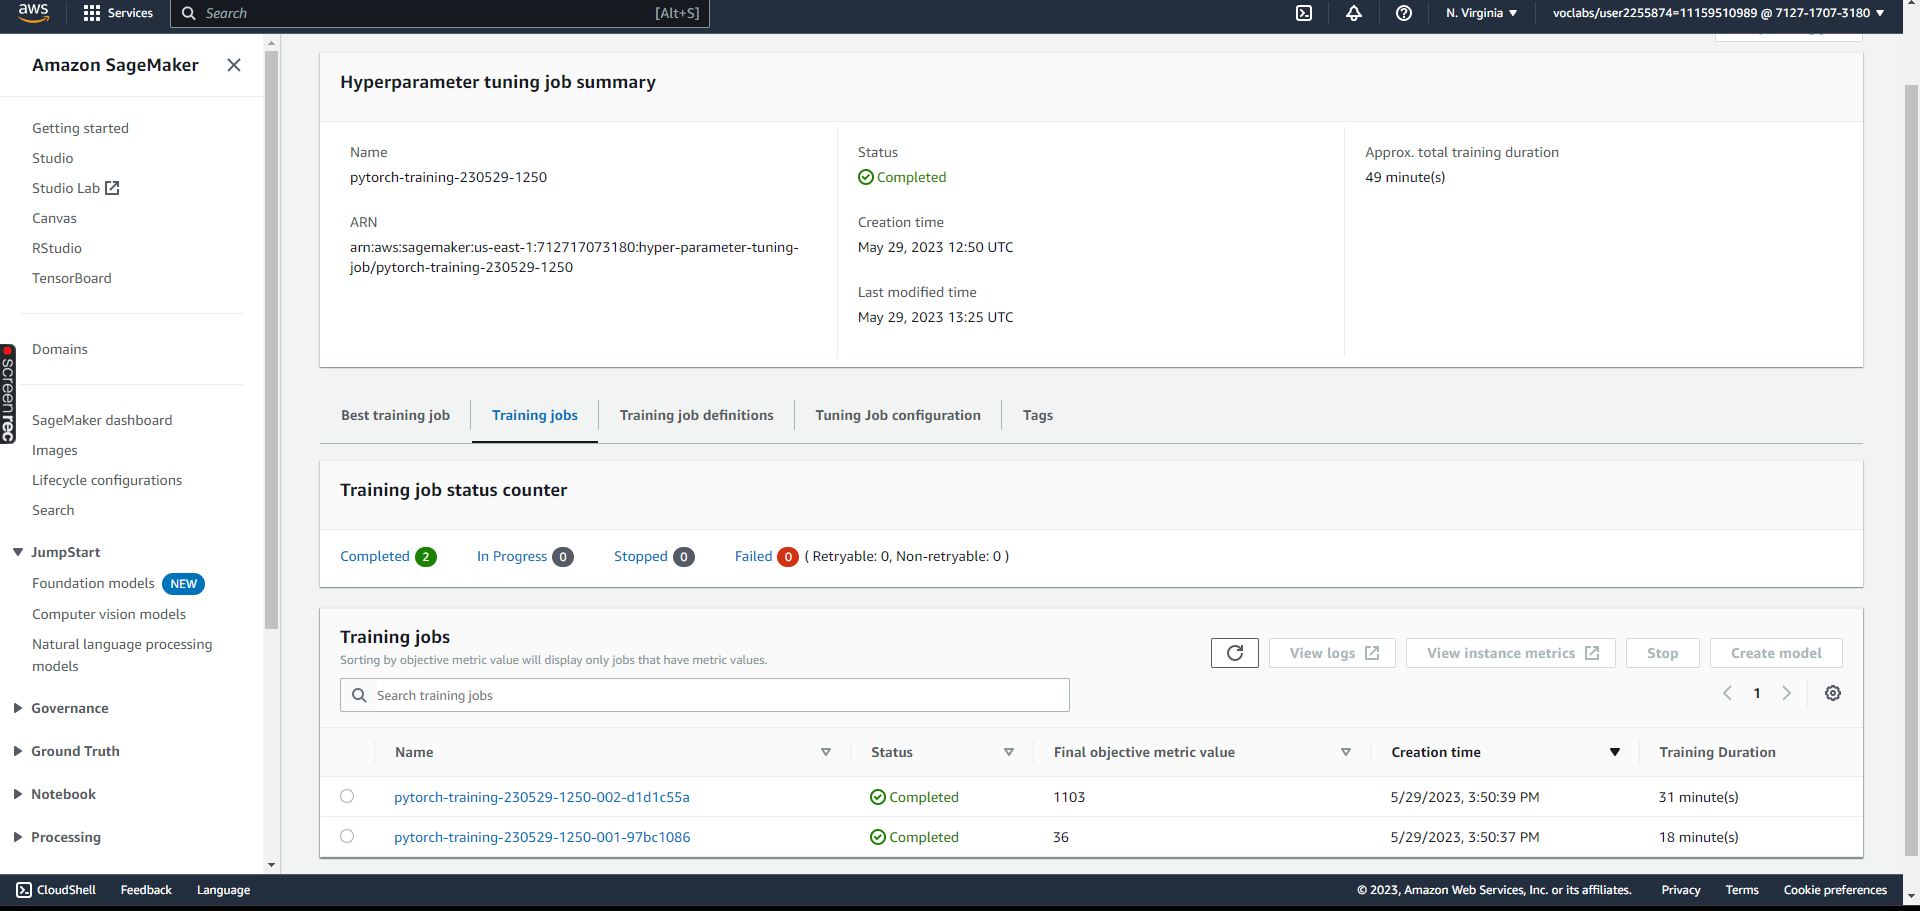 aws
Services
Search
[Alt+S]
N. Virginia
voclabs/user2255874=11159510989 @ 7127-1707-3180
Amazon SageMaker
Getting started
Studio
Studio Lab
Canvas
RStudio
TensorBoard
Domains
SageMaker dashboard
Images
Lifecycle configurations
Search
JumpStart
Foundation models NEW
Computer vision models
Natural language processing
models
Governance
Ground Truth
Notebook
Processing
screenrec
Hyperparameter tuning job summary
Name
pytorch-training-230529-1250
ARN
arn:aws:sagemaker:us-east-1:712717073180:hyper-parameter-tuning-
job/pytorch-training-230529-1250
Status
Completed
Creation time
May 29, 2023 12:50 UTC
Last modified time
May 29, 2023 13:25 UTC
Approx. total training duration
49 minute(s)
Best training job
Training jobs
Training job definitions
Tuning Job configuration
Tags
Training job status counter
Completed 2 In Progress 0 Stopped 0 Failed 0 ( Retryable: 0, Non-retryable: 0 )
Training jobs
Sorting by objective metric value will display only jobs that have metric values.
View logs
View instance metrics
Stop
Create model
Search training jobs
1
Name Status Final objective metric value Creation time Training Duration
pytorch-training-230529-1250-002-d1d1c55a Completed 1103 5/29/2023, 3:50:39 PM 31 minute(s)
pytorch-training-230529-1250-001-97bc1086 Completed 36 5/29/2023, 3:50:37 PM 18 minute(s)
CloudShell Feedback Language
© 2023, Amazon Web Services, Inc. or its affiliates. Privacy Terms Cookie preferences